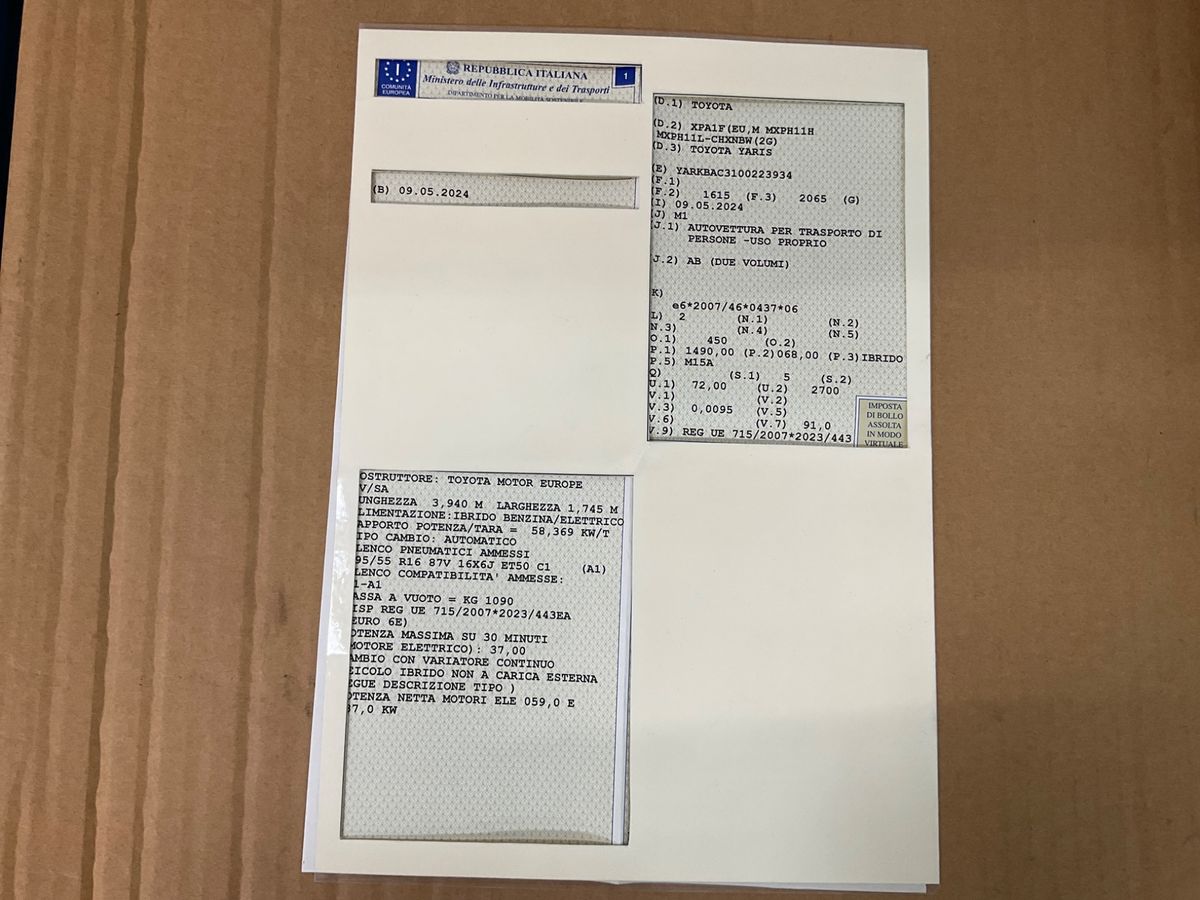 COMUNITÀ
EUROPEA
I
REPUBBLICA ITALIANA
Ministero delle Infrastrutture e dei Trasporti
DIPARTIMENTO PER LA MOBILITÀ SOSTENIBILE
1
(B) 09.05.2024
(D.1) TOYOTA
(D.2) XPA1F(EU,M MXPH11H
MXPH11L-CHXNBW(2G)
(D.3) TOYOTA YARIS
(E) YARKBAC3100223934
(F.1)
(F.2) 1615 (F.3) 2065 (G)
(I) 09.05.2024
(J) M1
(J.1) AUTOVETTURA PER TRASPORTO DI
PERSONE -USO PROPRIO
J.2) AB (DUE VOLUMI)
K)
e6*2007/46*0437*06
L) 2 (N.1) (N.2)
N.3) (N.4) (N.5)
O.1) 450 (O.2)
P.1) 1490,00 (P.2)068,00 (P.3)IBRIDO
P.5) M15A
Q) (S.1) 5 (S.2)
U.1) 72,00 (U.2) 2700
V.1) (V.2)
V.3) 0,0095 (V.5)
V.6) (V.7) 91,0
V.9) REG UE 715/2007*2023/443
IMPOSTA
DI BOLLO
ASSOLTA
IN MODO
VIRTUALE
OSTRUTTORE: TOYOTA MOTOR EUROPE
V/SA
UNGHEZZA 3,940 M LARGHEZZA 1,745 M
LIMENTAZIONE:IBRIDO BENZINA/ELETTRICO
APPORTO POTENZA/TARA = 58,369 KW/T
IPO CAMBIO: AUTOMATICO
LENCO PNEUMATICI AMMESSI
95/55 R16 87V 16X6J ET50 C1 (A1)
LENCO COMPATIBILITA' AMMESSE:
1-A1
ASSA A VUOTO = KG 1090
ISP REG UE 715/2007*2023/443EA
EURO 6E)
OTENZA MASSIMA SU 30 MINUTI
MOTORE ELETTRICO): 37,00
AMBIO CON VARIATORE CONTINUO
EICOLO IBRIDO NON A CARICA ESTERNA
EGUE DESCRIZIONE TIPO )
OTENZA NETTA MOTORI ELE 059,0 E
37,0 KW